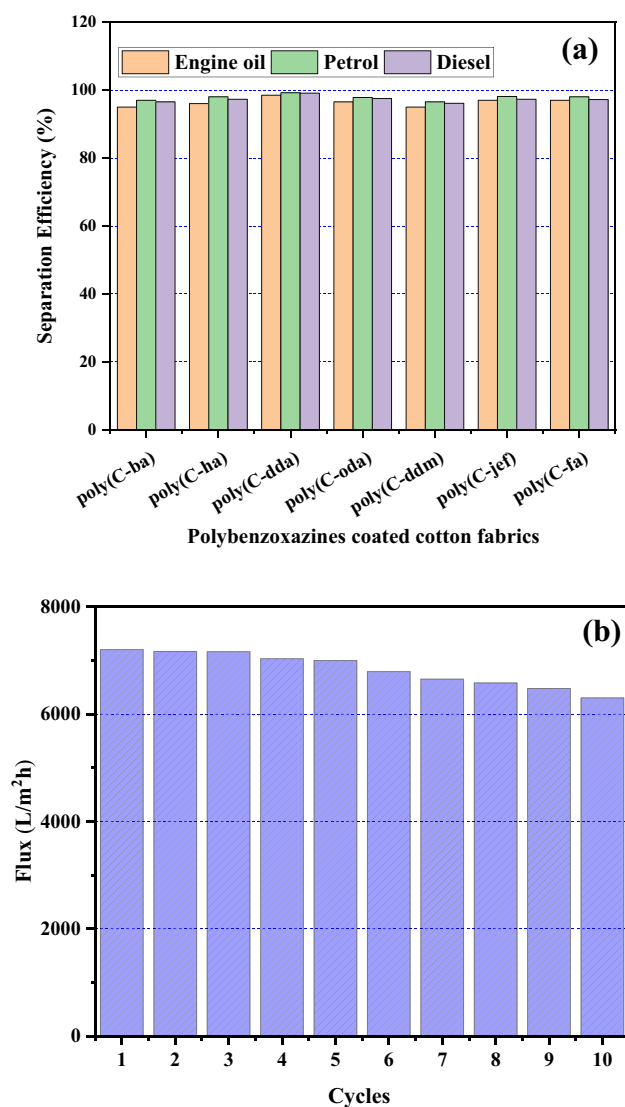 (a)
Engine oil Petrol Diesel
120
100
80
60
40
20
0
Separation Efficiency (%)
poly(C-ba) poly(C-ha) poly(C-dda) poly(C-oda) poly(C-ddm) poly(C-jef) poly(C-fa)
Polybenzoxazines coated cotton fabrics
(b)
8000
6000
4000
2000
0
Flux (L/m²h)
1 2 3 4 5 6 7 8 9 10
Cycles